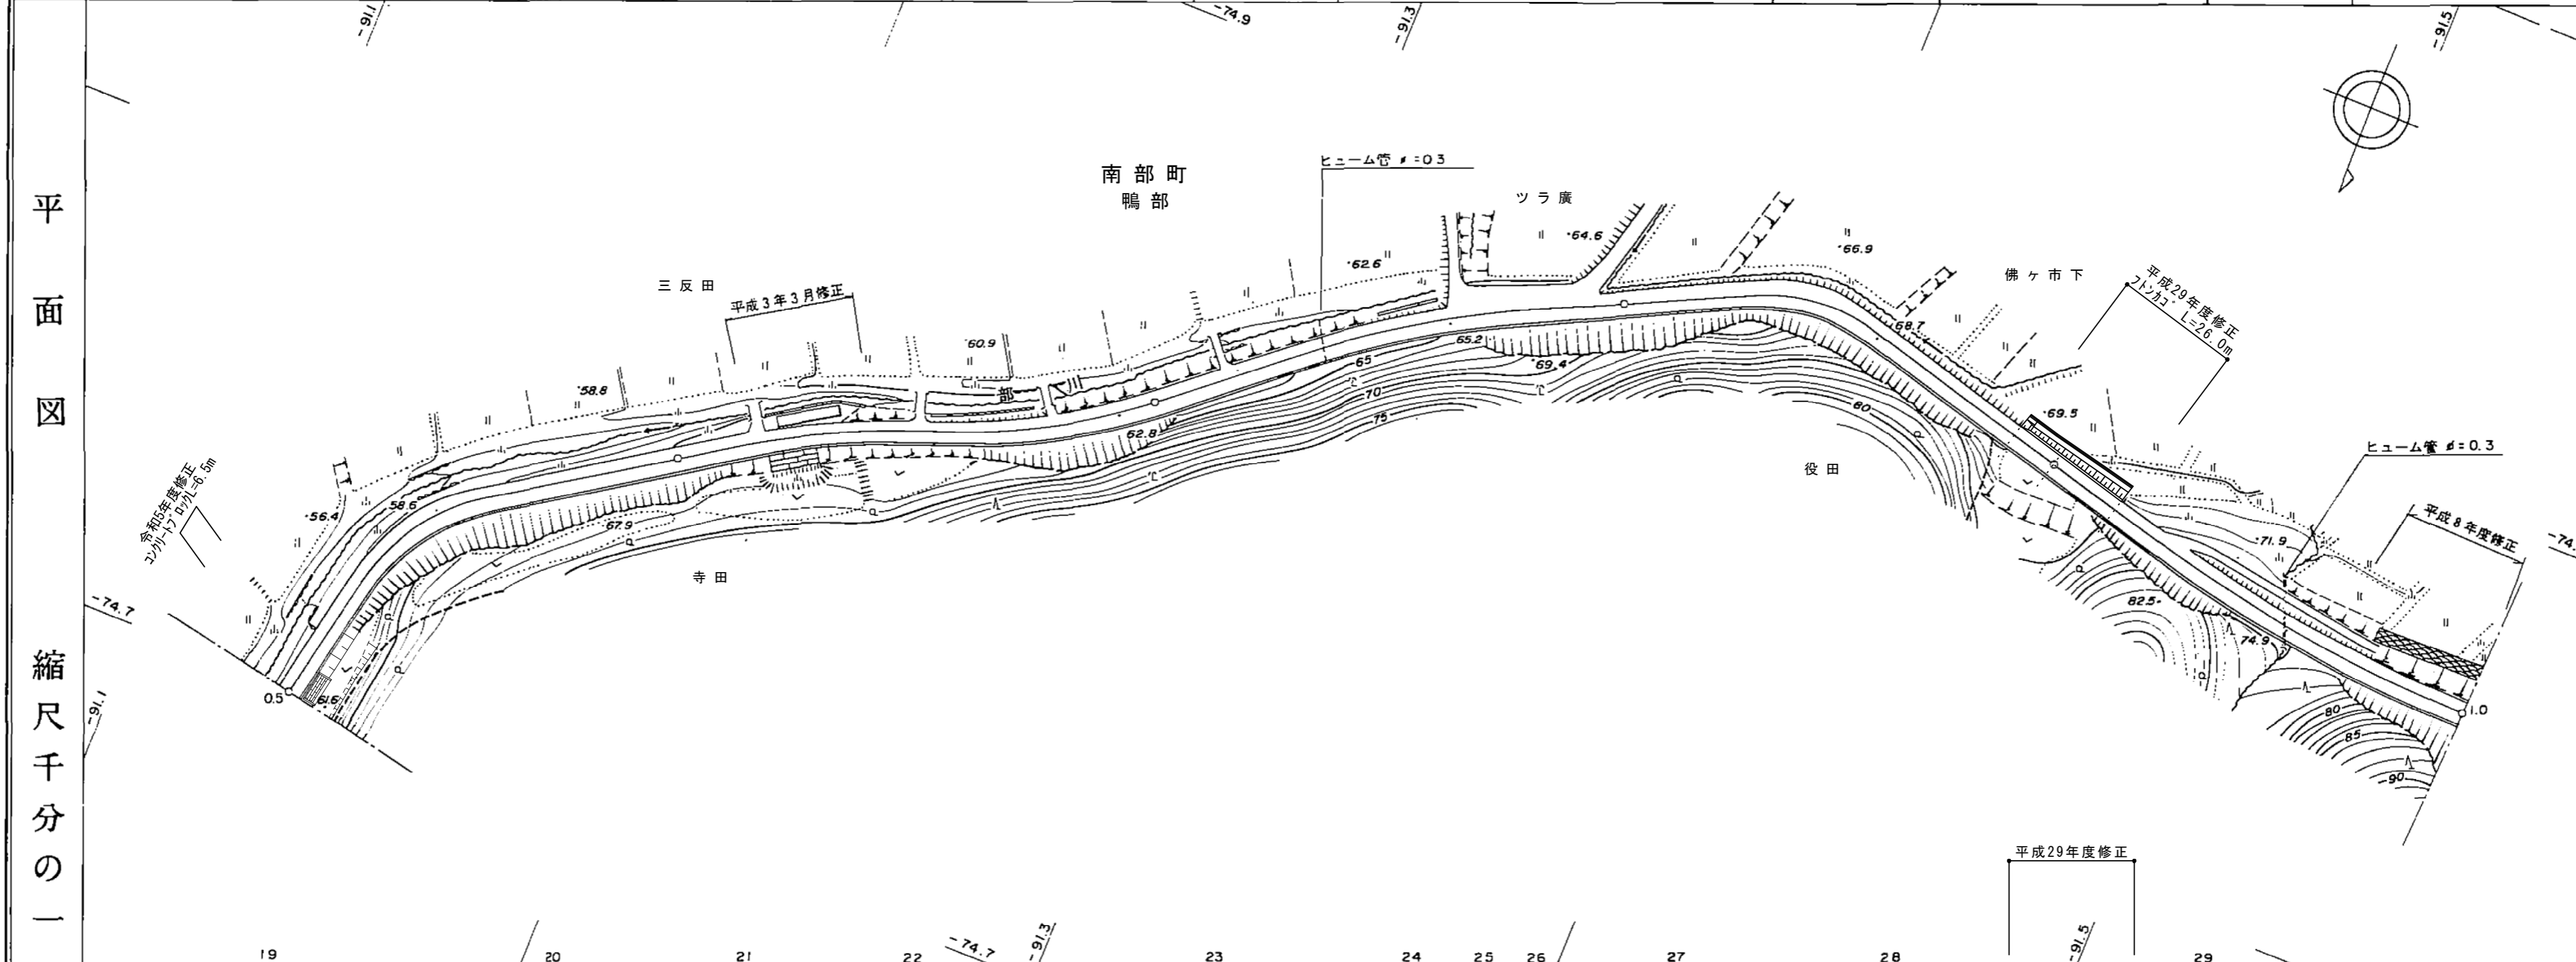 平面図 縮尺千分の一
-91.1
-74.9
-91.3
-91.5
南部町
鴨部
ヒューム管 φ=03
ツラ廣
64.6
62.6
66.9
三反田
平成3年3月修正
佛ヶ市下
平成29年度修正
フトンカゴ L=26.0m
60.9
58.8
68.7
65.2
65
69.4
70
75
80
69.5
62.8
部
川
役田
ヒューム管 φ=0.3
令和5年度修正
コンクリートブロックL=6.5m
56.4
58.6
67.9
平成8年度修正
-74.
71.9
寺田
-74.7
82.5
74.9
0.5
61.6
-91.1
1.0
80
85
90
平成29年度修正
-74.7
-91.3
-91.5
19 20 21 22 23 24 25 26 27 28 29